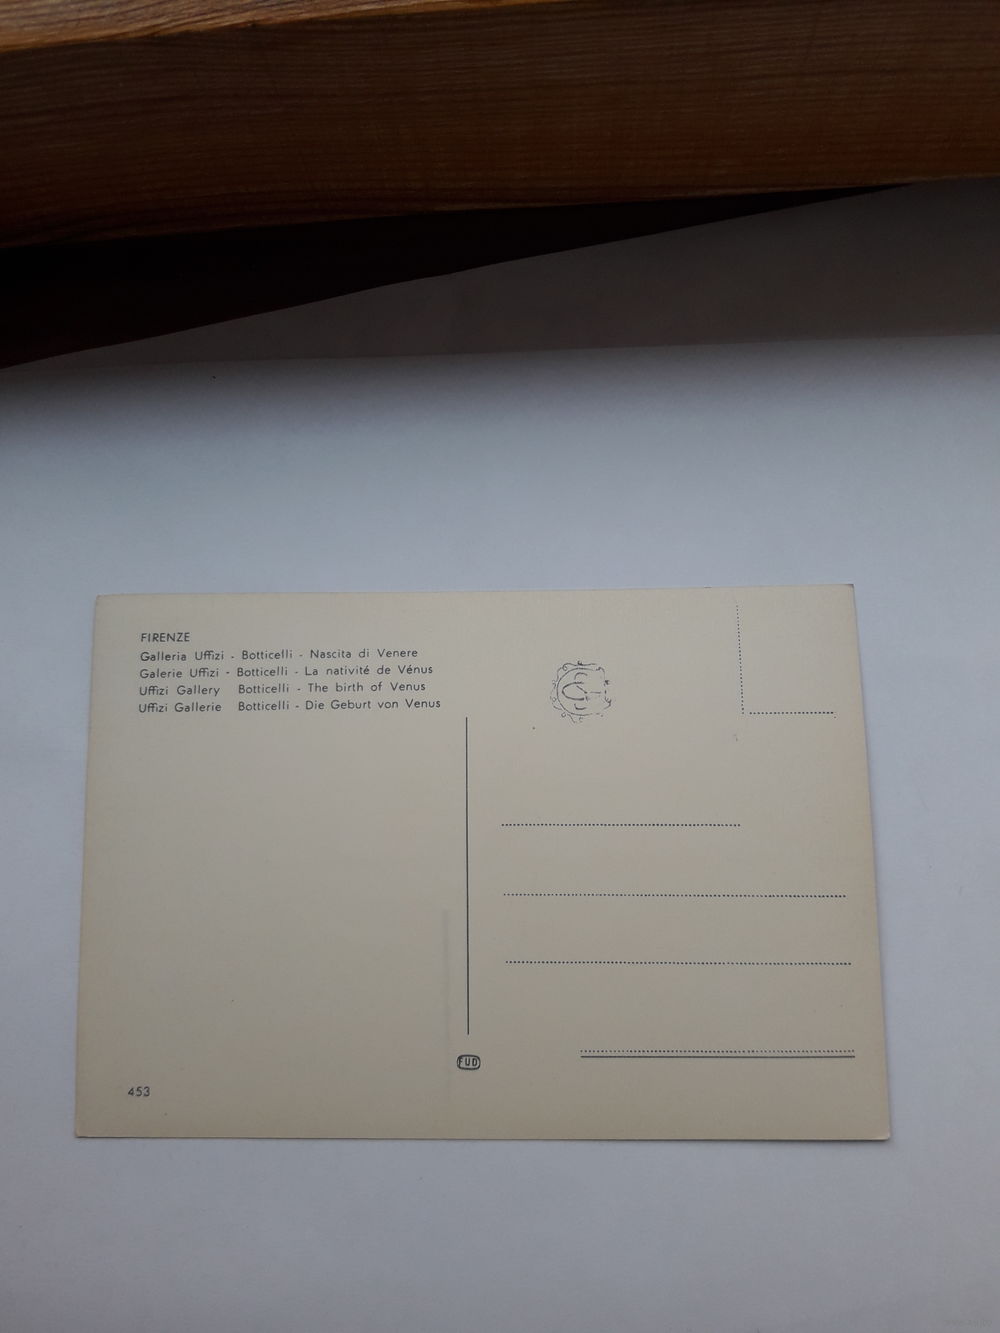 FIRENZE
Galleria Uffizi - Botticelli - Nascita di Venere
Galerie Uffizi - Botticelli - La nativité de Vénus
Uffizi Gallery Botticelli - The birth of Venus
Uffizi Gallerie Botticelli - Die Geburt von Venus
FUD
453